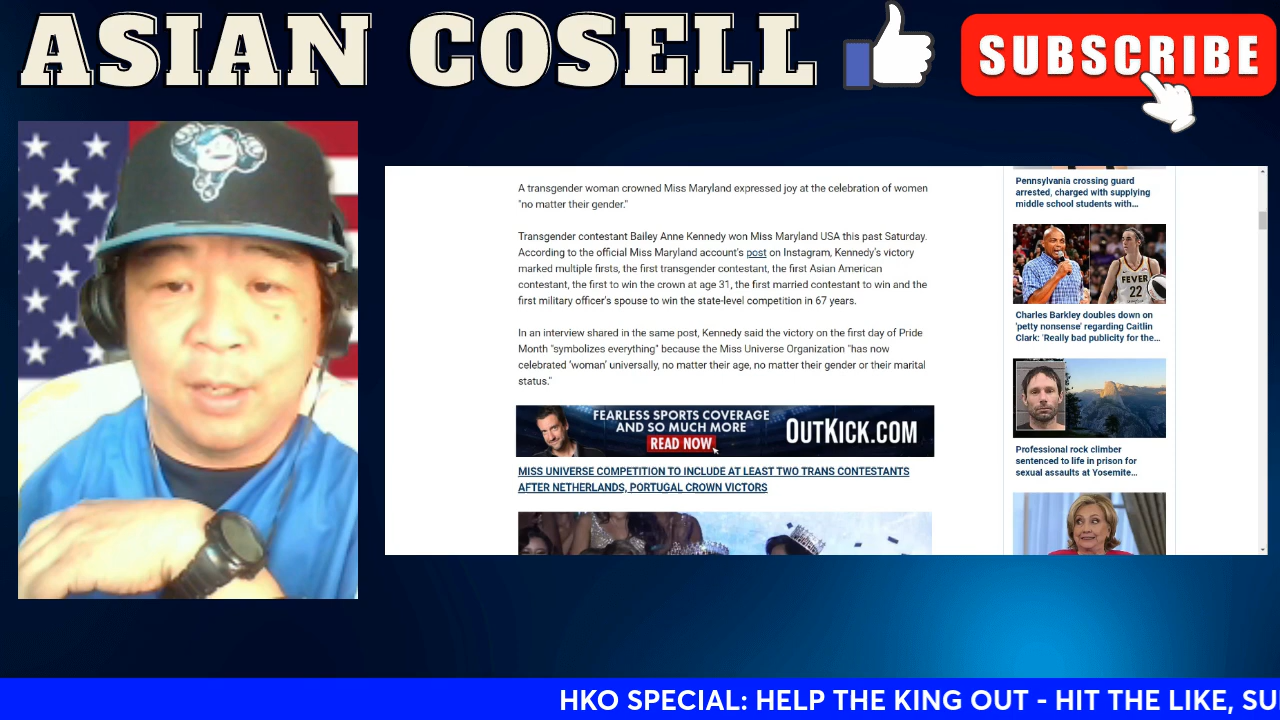 ASIAN COSELL
SUBSCRIBE
A transgender woman crowned Miss Maryland expressed joy at the celebration of women
"no matter their gender."
Transgender contestant Bailey Anne Kennedy won Miss Maryland USA this past Saturday.
According to the official Miss Maryland account's post on Instagram, Kennedy's victory
marked multiple firsts, the first transgender contestant, the first Asian American
contestant, the first to win the crown at age 31, the first married contestant to win and the
first military officer's spouse to win the state-level competition in 67 years.
In an interview shared in the same post, Kennedy said the victory on the first day of Pride
Month "symbolizes everything" because the Miss Universe Organization "has now
celebrated 'woman' universally, no matter their age, no matter their gender or their marital
status."
FEARLESS SPORTS COVERAGE
AND SO MUCH MORE
READ NOW
OUTKICK.COM
MISS UNIVERSE COMPETITION TO INCLUDE AT LEAST TWO TRANS CONTESTANTS
AFTER NETHERLANDS, PORTUGAL CROWN VICTORS
Pennsylvania crossing guard
arrested, charged with supplying
middle school students with...
FEVER
22
Charles Barkley doubles down on
'petty nonsense' regarding Caitlin
Clark: 'Really bad publicity for the...
Professional rock climber
sentenced to life in prison for
sexual assaults at Yosemite...
HKO SPECIAL: HELP THE KING OUT - HIT THE LIKE, SU